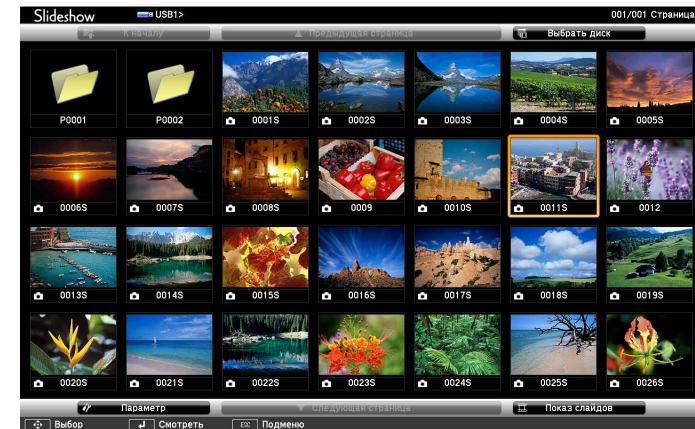 Slideshow USB1> 001/001 Страница
К началу ▲ Предыдущая страница Выбрать диск
P0001 P0002 0001S 0002S 0003S 0004S 0005S
0006S 0007S 0008S 0009 0010S 0011S 0012
0013S 0014S 0015S 0016S 0017S 0018S 0019S
0020S 0021S 0022S 0023S 0024S 0025S 0026S
Параметр ▼ Следующая страница Показ слайдов
Выбор Смотреть ESC Подменю